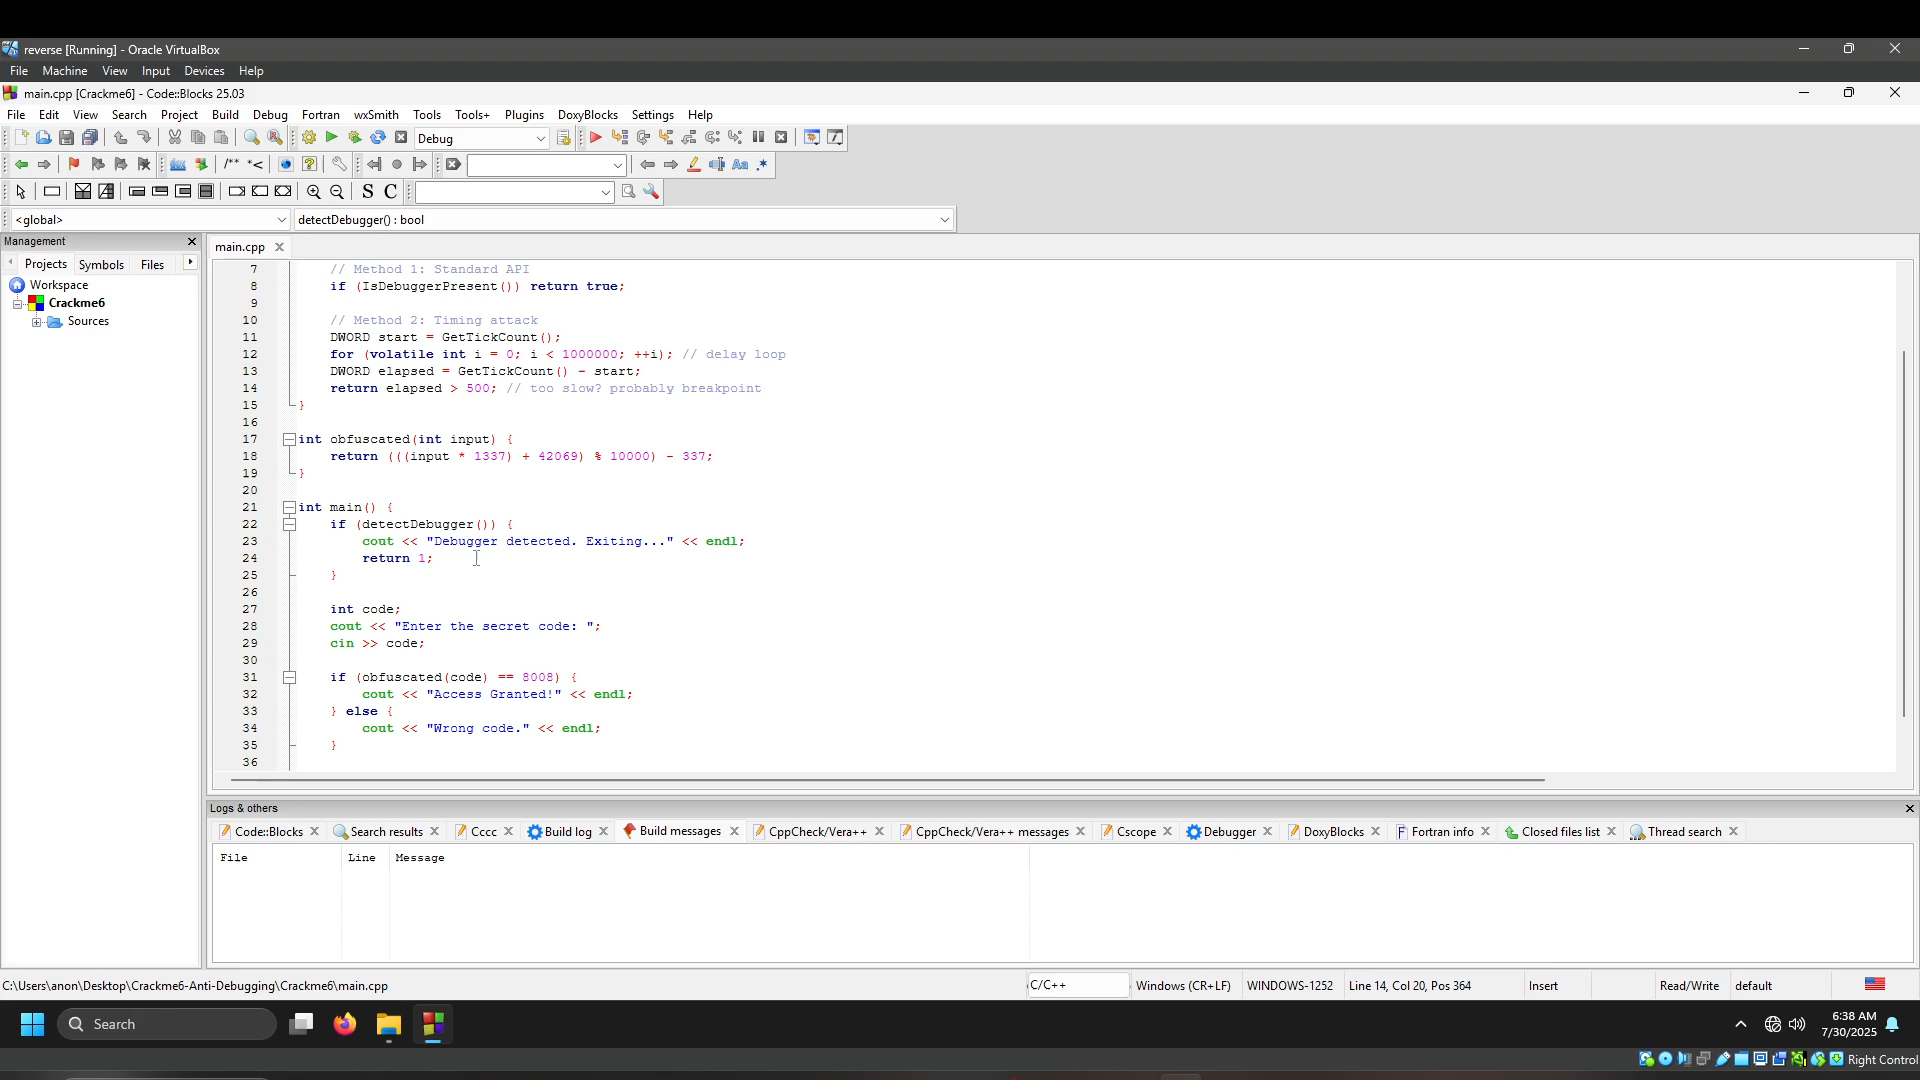 reverse [Running] - Oracle VirtualBox
File Machine View Input Devices Help
main.cpp [Crackme6] - Code::Blocks 25.03
File Edit View Search Project Build Debug Fortran wxSmith Tools Tools+ Plugins DoxyBlocks Settings Help
Debug
/** *<
Aa .*
S C
<global> detectDebugger() : bool
Management
main.cpp
Projects Symbols Files
Workspace
Crackme6
Sources
7 // Method 1: Standard API
8 if (IsDebuggerPresent()) return true;
9
10 // Method 2: Timing attack
11 DWORD start = GetTickCount();
12 for (volatile int i = 0; i < 1000000; ++i); // delay loop
13 DWORD elapsed = GetTickCount() - start;
14 return elapsed > 500; // too slow? probably breakpoint
15 }
16
17 int obfuscated(int input) {
18 return (((input * 1337) + 42069) % 10000) - 337;
19 }
20
21 int main() {
22 if (detectDebugger()) {
23 cout << "Debugger detected. Exiting..." << endl;
24 return 1;
25 }
26
27 int code;
28 cout << "Enter the secret code: ";
29 cin >> code;
30
31 if (obfuscated(code) == 8008) {
32 cout << "Access Granted!" << endl;
33 } else {
34 cout << "Wrong code." << endl;
35 }
36
Logs & others
Code::Blocks Search results Cccc Build log Build messages CppCheck/Vera++ CppCheck/Vera++ messages Cscope Debugger DoxyBlocks Fortran info Closed files list Thread search
File Line Message
C:\Users\anon\Desktop\Crackme6-Anti-Debugging\Crackme6\main.cpp C/C++ Windows (CR+LF) WINDOWS-1252 Line 14, Col 20, Pos 364 Insert Read/Write default
Search
6:38 AM
7/30/2025
Right Control